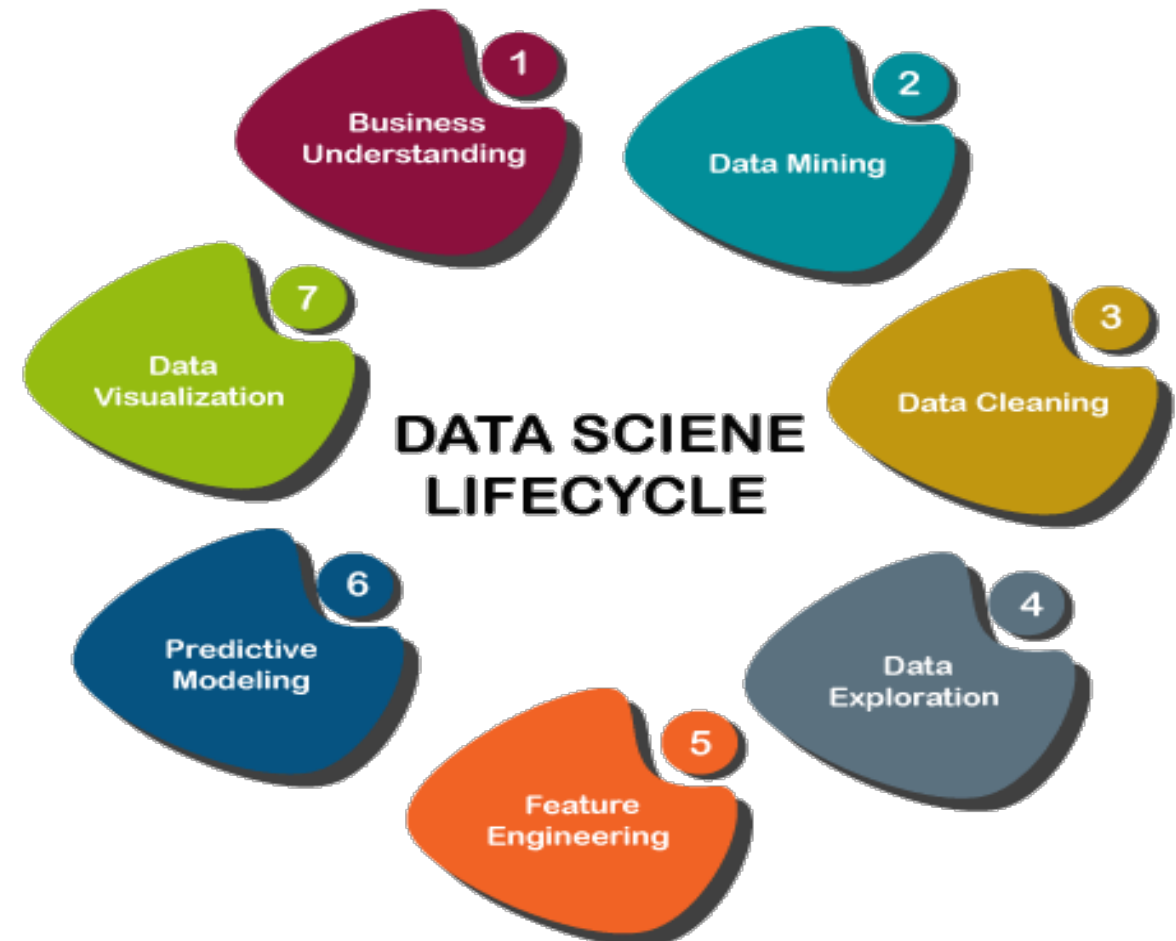 1
Business
Understanding
2
Data Mining
3
Data Cleaning
4
Data
Exploration
5
Feature
Engineering
6
Predictive
Modeling
7
Data
Visualization
DATA SCIENE
LIFECYCLE